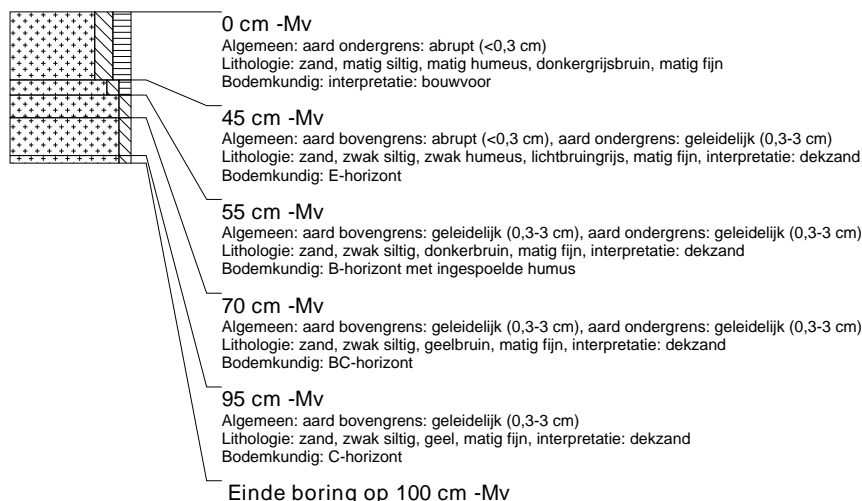 0 cm -Mv
Algemeen: aard ondergrens: abrupt (<0,3 cm)
Lithologie: zand, matig siltig, matig humeus, donkergrijsbruin, matig fijn
Bodemkundig: interpretatie: bouwvoor
45 cm -Mv
Algemeen: aard bovengrens: abrupt (<0,3 cm), aard ondergrens: geleidelijk (0,3-3 cm)
Lithologie: zand, zwak siltig, zwak humeus, lichtbruingrijs, matig fijn, interpretatie: dekzand
Bodemkundig: E-horizont
55 cm -Mv
Algemeen: aard bovengrens: geleidelijk (0,3-3 cm), aard ondergrens: geleidelijk (0,3-3 cm)
Lithologie: zand, zwak siltig, donkerbruin, matig fijn, interpretatie: dekzand
Bodemkundig: B-horizont met ingespoelde humus
70 cm -Mv
Algemeen: aard bovengrens: geleidelijk (0,3-3 cm), aard ondergrens: geleidelijk (0,3-3 cm)
Lithologie: zand, zwak siltig, geelbruin, matig fijn, interpretatie: dekzand
Bodemkundig: BC-horizont
95 cm -Mv
Algemeen: aard bovengrens: geleidelijk (0,3-3 cm)
Lithologie: zand, zwak siltig, geel, matig fijn, interpretatie: dekzand
Bodemkundig: C-horizont
Einde boring op 100 cm -Mv